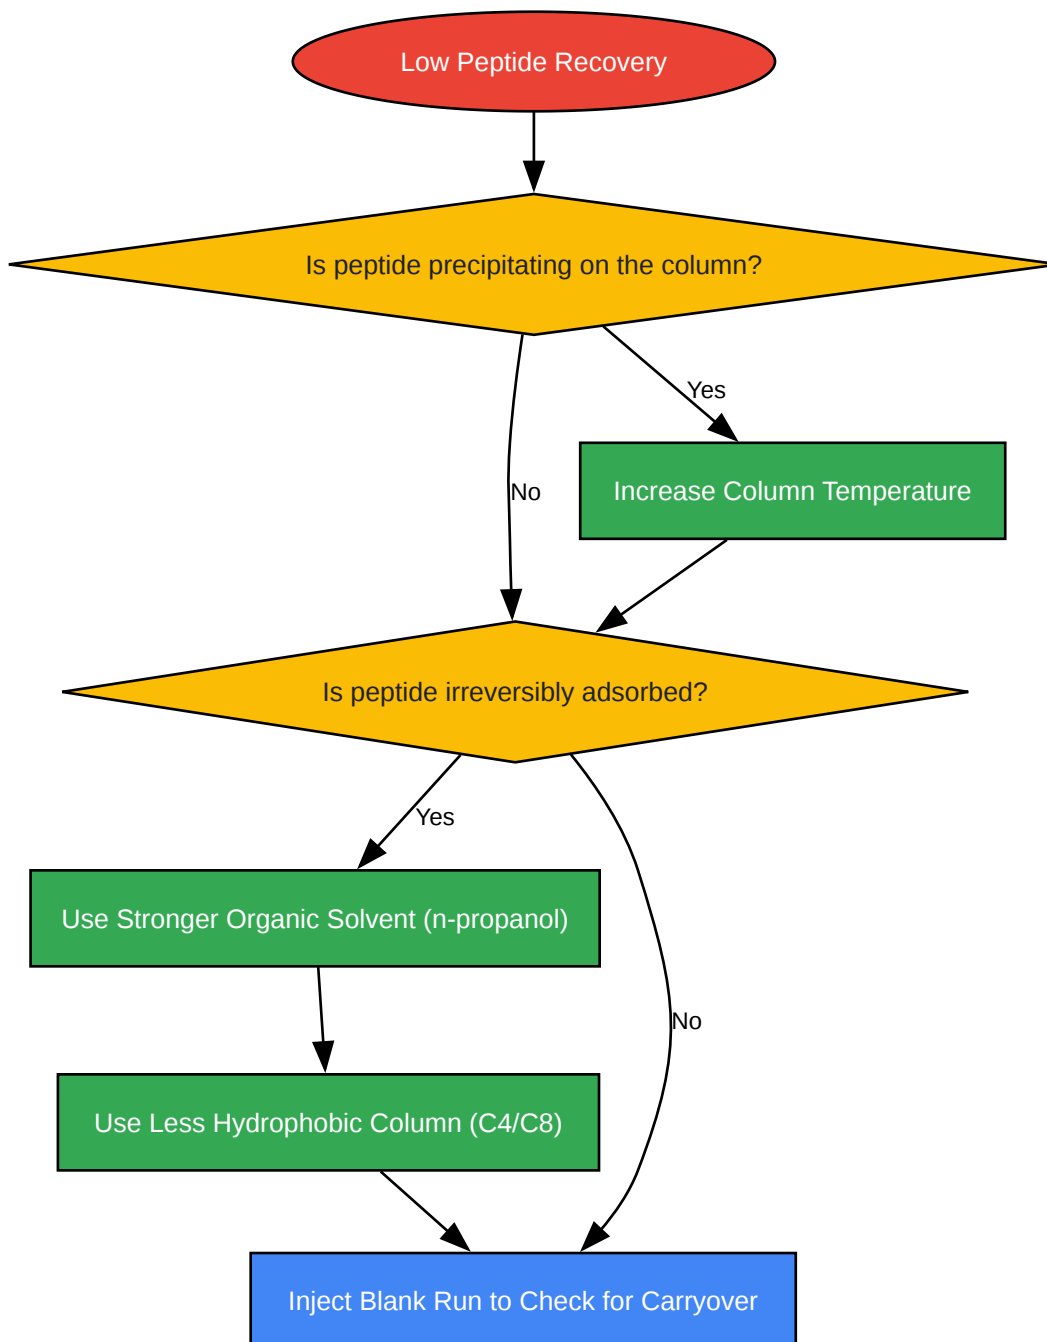 Low Peptide Recovery
Is peptide precipitating on the column?
Yes
No
Increase Column Temperature
Is peptide irreversibly adsorbed?
Yes
Use Stronger Organic Solvent (n-propanol)
No
Use Less Hydrophobic Column (C4/C8)
Inject Blank Run to Check for Carryover